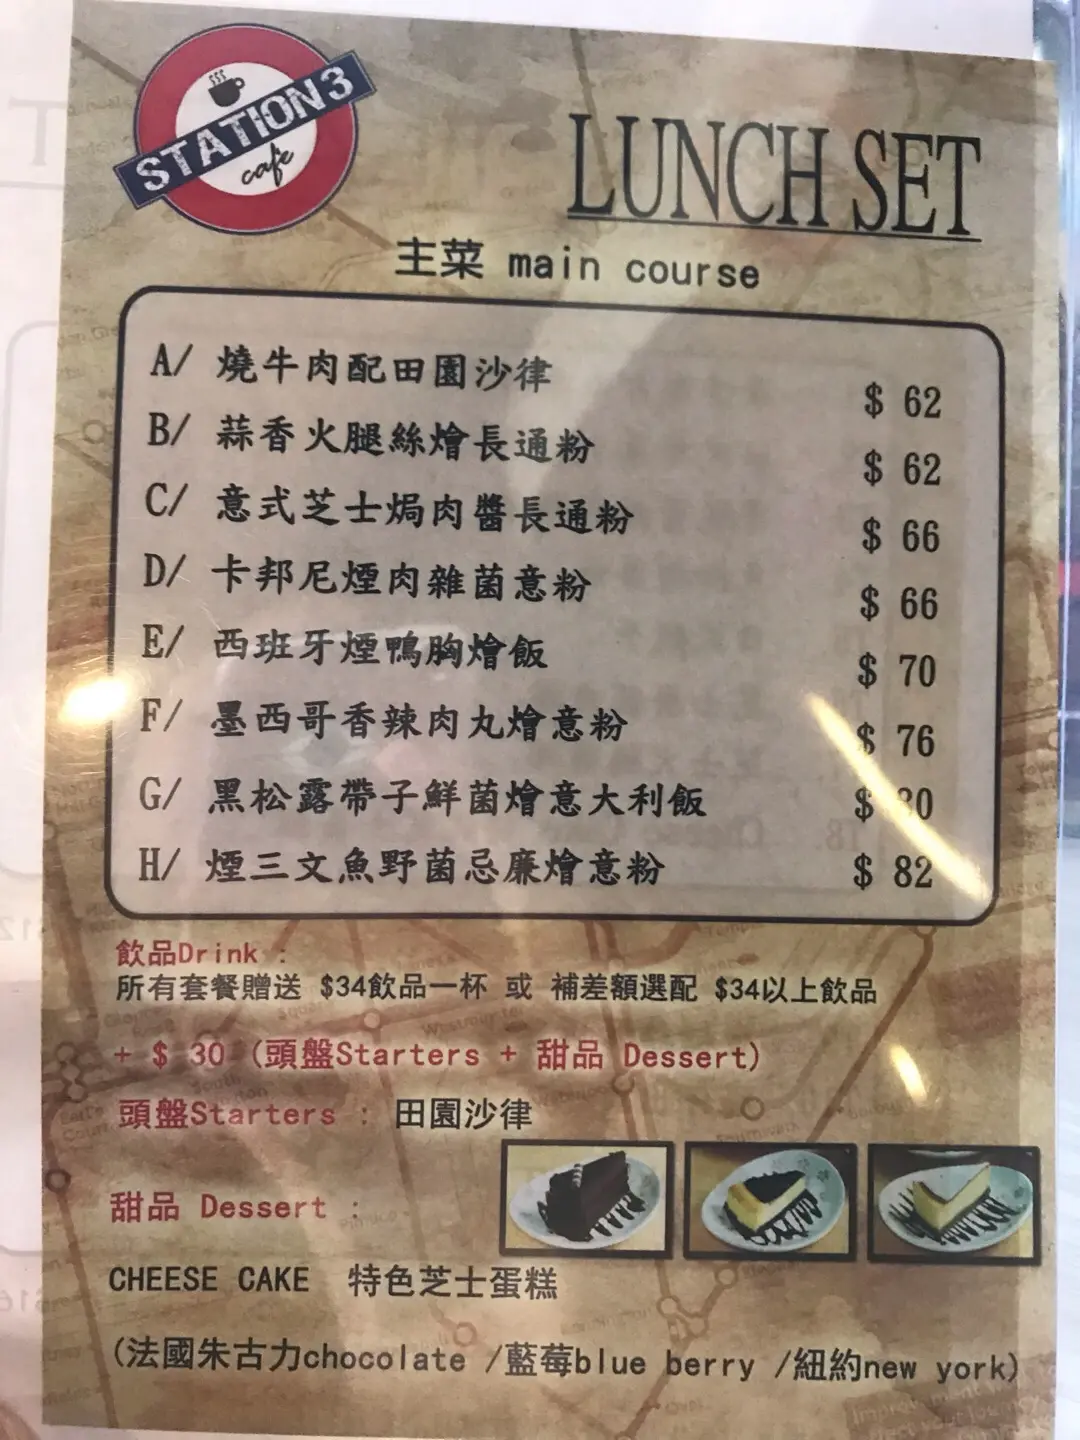 STATION3
cafe
LUNCH SET
主菜 main course
A/ 燒牛肉配田園沙律 $ 62
B/ 蒜香火腿絲燴長通粉 $ 62
C/ 意式芝士焗肉醬長通粉 $ 66
D/ 卡邦尼煙肉雜菌意粉 $ 66
E/ 西班牙煙鴨胸燴飯 $ 70
F/ 墨西哥香辣肉丸燴意粉 $ 76
G/ 黑松露帶子鮮菌燴意大利飯 $
H/ 煙三文魚野菌忌廉燴意粉 $ 82
飲品Drink :
所有套餐贈送 $34飲品一杯 或 補差額選配 $34以上飲品
+ $ 30 (頭盤Starters + 甜品 Dessert)
頭盤Starters : 田園沙律
甜品 Dessert :
CHEESE CAKE 特色芝士蛋糕
(法國朱古力chocolate /藍莓blue berry /紐約new york)